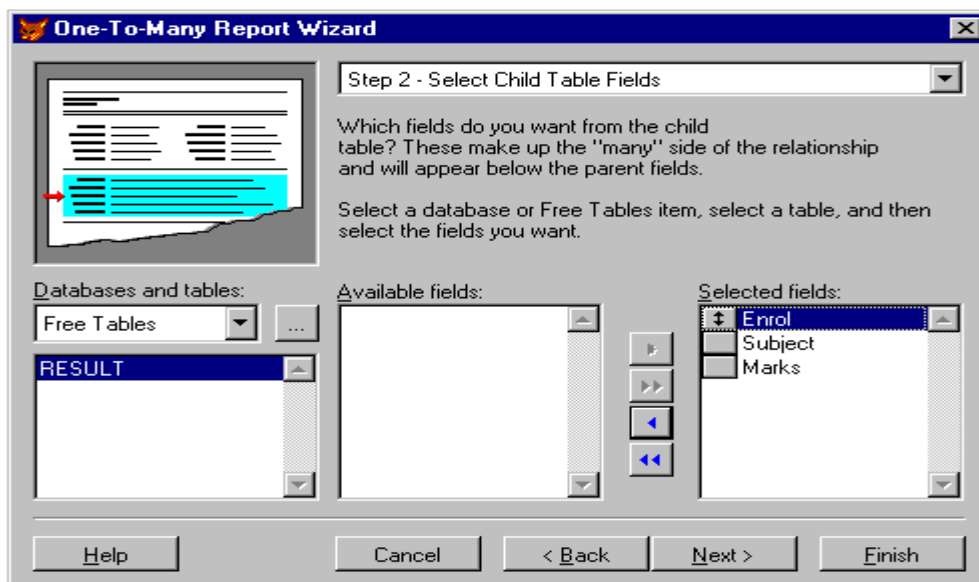 One-To-Many Report Wizard
Step 2 - Select Child Table Fields
Which fields do you want from the child
table? These make up the "many" side of the relationship
and will appear below the parent fields.
Select a database or Free Tables item, select a table, and then
select the fields you want.
Databases and tables:
Free Tables
...
RESULT
Available fields:
Selected fields:
Enrol
Subject
Marks
Help
Cancel
< Back
Next >
Finish